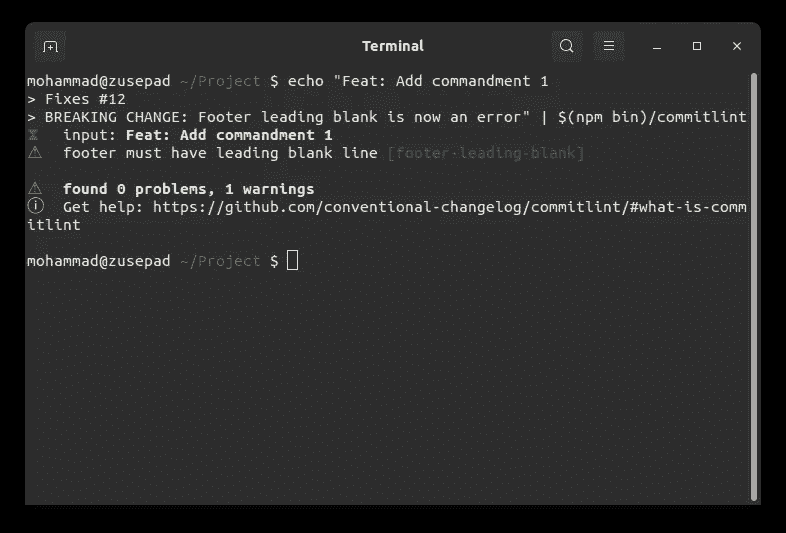 Terminal
mohammad@zusepad ~/Project $ echo "Feat: Add commandment 1
> Fixes #12
> BREAKING CHANGE: Footer leading blank is now an error" | $(npm bin)/commitlint
⧗   input: Feat: Add commandment 1
⚠   footer must have leading blank line [footer-leading-blank]
⚠   found 0 problems, 1 warnings
ⓘ   Get help: https://github.com/conventional-changelog/commitlint/#what-is-comm
itlint
mohammad@zusepad ~/Project $